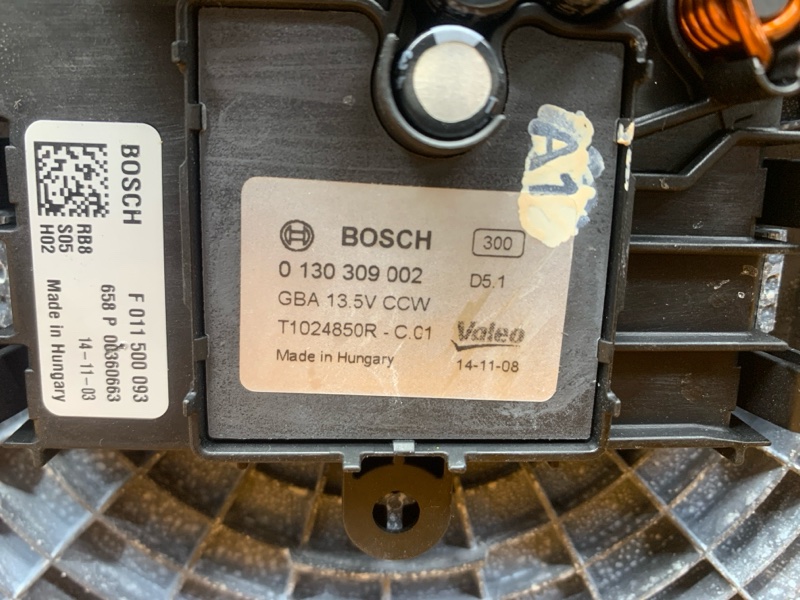 BOSCH
RB8
S05
H02
F 011 500 093
658 P 00360663
14-11-03
Made in Hungary
A1
BOSCH 300
0 130 309 002 D5.1
GBA 13.5V CCW
T1024850R - C.01 Valeo
Made in Hungary 14-11-08